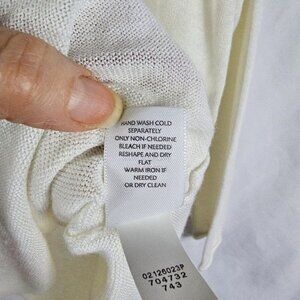 HAND WASH COLD
SEPARATELY
ONLY NON-CHLORINE
BLEACH IF NEEDED
RESHAPE AND DRY
FLAT
WARM IRON IF
NEEDED
OR DRY CLEAN
02126023P
704732
743